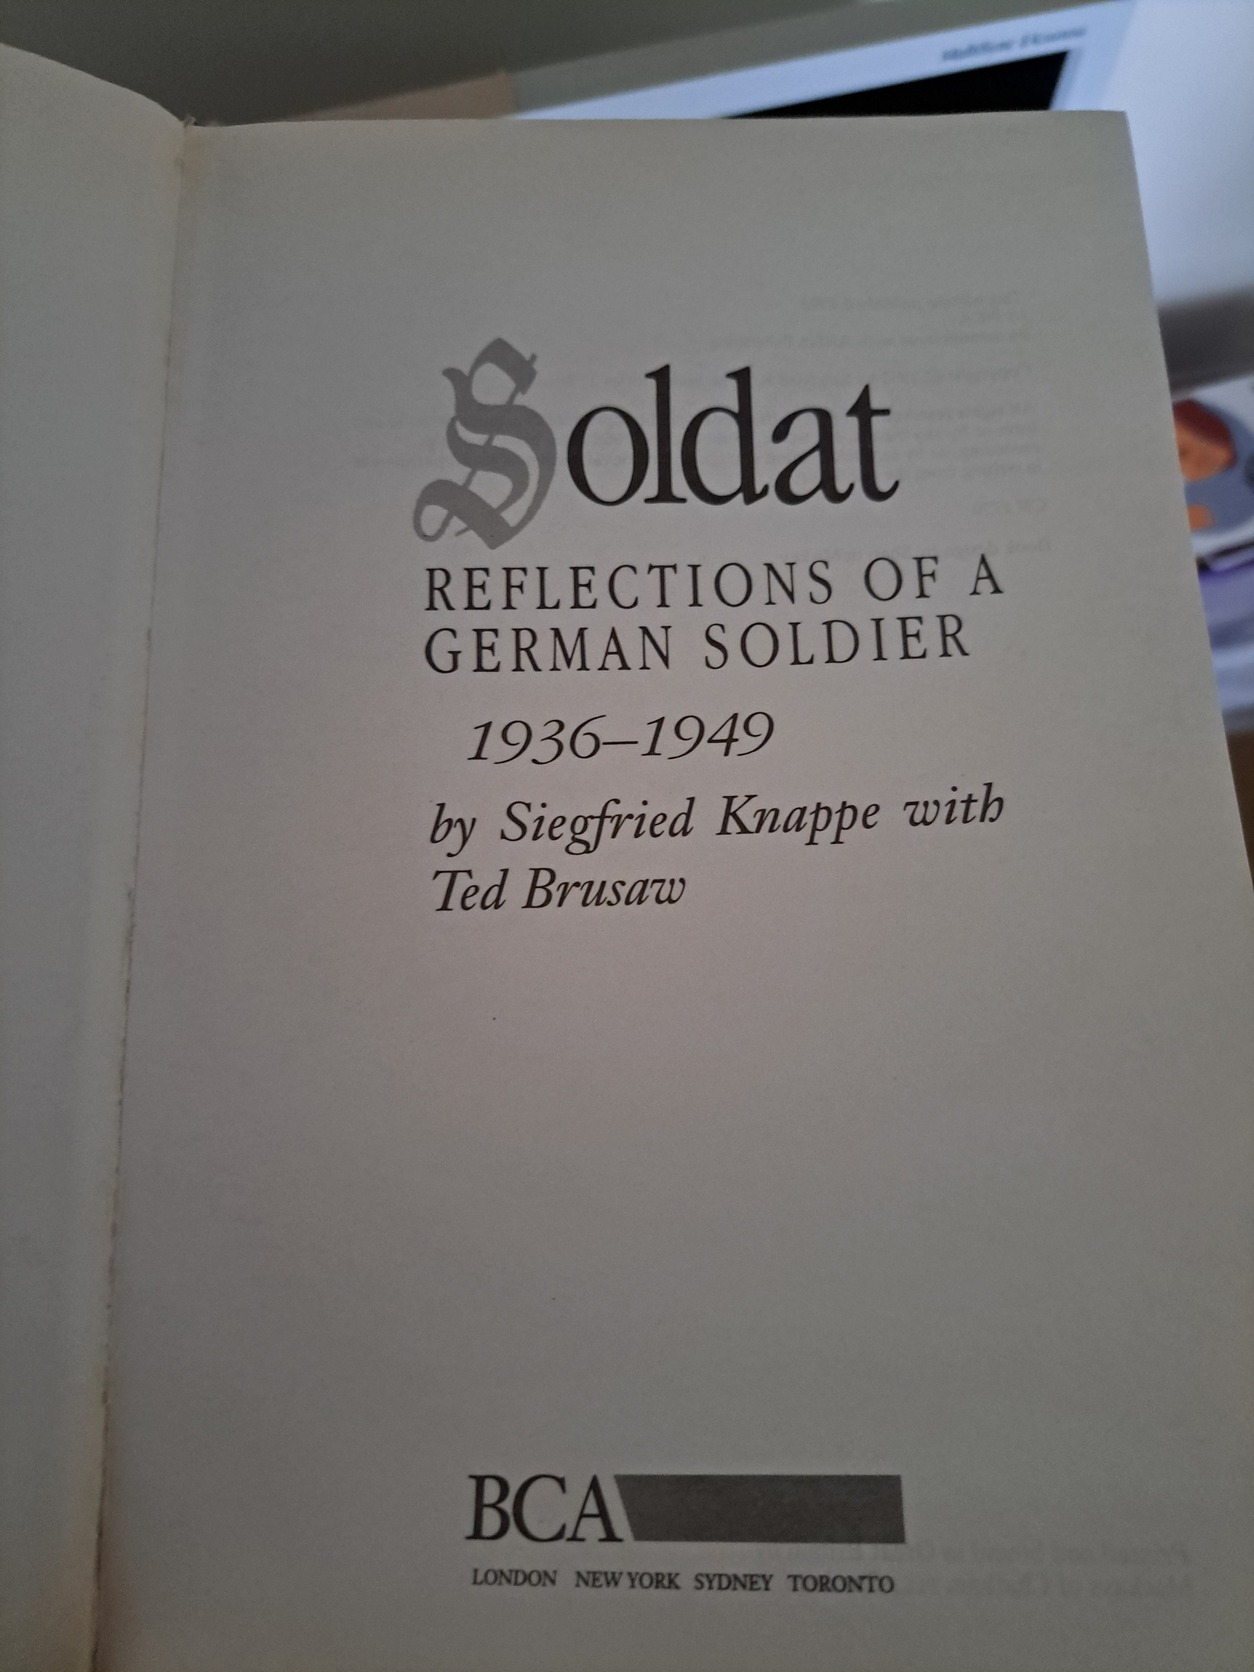 Soldat
REFLECTIONS OF A
GERMAN SOLDIER
1936–1949
by Siegfried Knappe with
Ted Brusaw
BCA
LONDON NEW YORK SYDNEY TORONTO